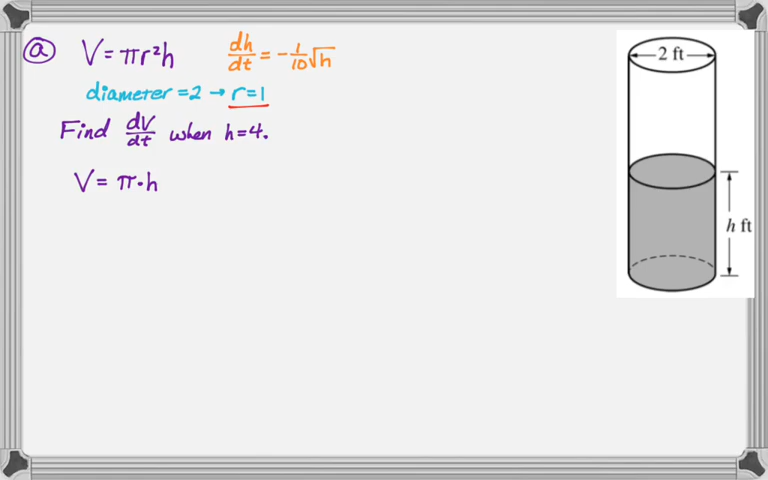 (a) V = πr²h dh/dt = -1/10 √h
diameter = 2 → r = 1
Find dV/dt when h = 4.
V = π·h
2 ft
h ft